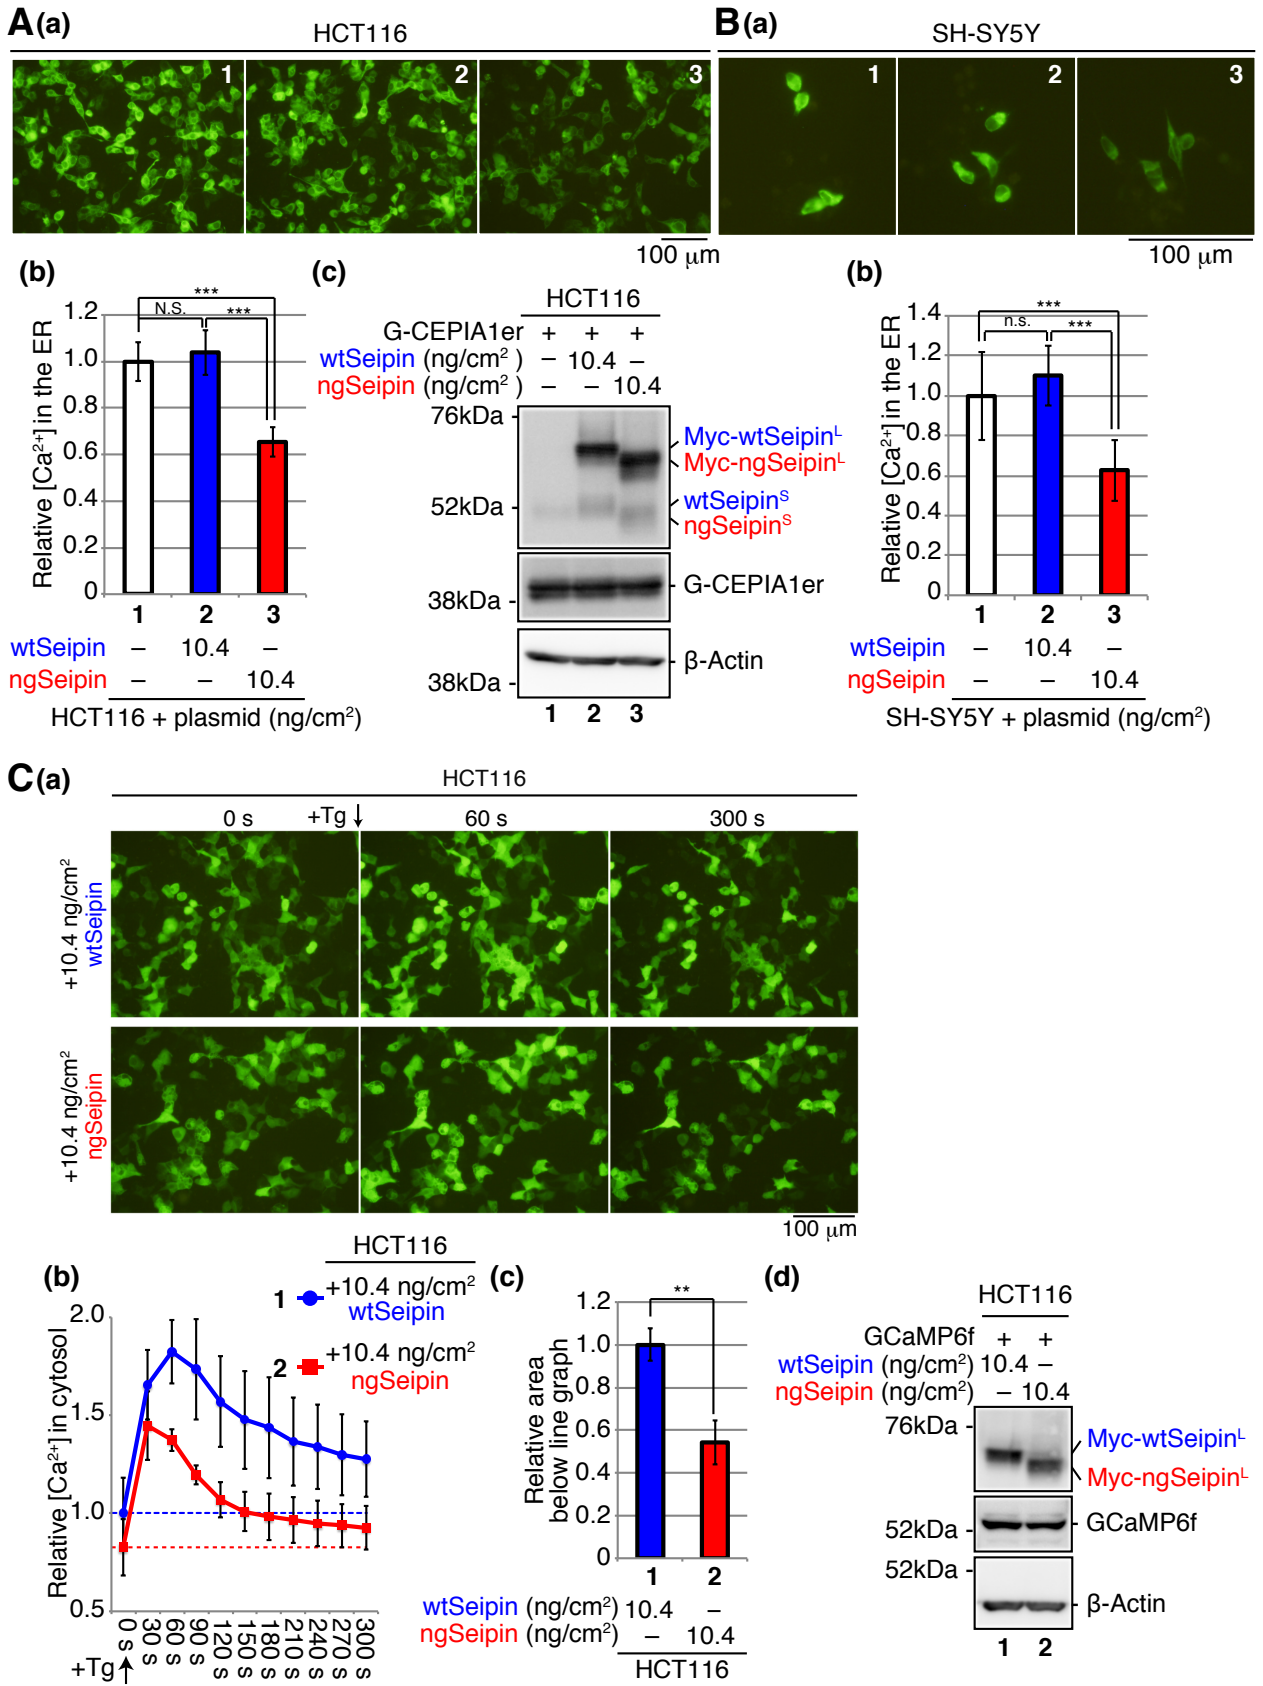 A (a)
HCT116
1 2 3
100 μm
B (a)
SH-SY5Y
1 2 3
100 μm
(b)
Relative [Ca²⁺] in the ER
1.2
1.0
0.8
0.6
0.4
0.2
0
***
N.S.
***
1 2 3
wtSeipin – 10.4 –
ngSeipin – – 10.4
HCT116 + plasmid (ng/cm²)
(c)
HCT116
G-CEPIA1er + + +
wtSeipin (ng/cm² ) – 10.4 –
ngSeipin (ng/cm² ) – – 10.4
76kDa -
Myc-wtSeipinᴸ
Myc-ngSeipinᴸ
52kDa -
wtSeipinˢ
ngSeipinˢ
- G-CEPIA1er
38kDa -
- β-Actin
38kDa -
1 2 3
(b)
Relative [Ca²⁺] in the ER
1.4
1.2
1.0
0.8
0.6
0.4
0.2
0
***
n.s.
***
1 2 3
wtSeipin – 10.4 –
ngSeipin – – 10.4
SH-SY5Y + plasmid (ng/cm²)
C (a)
HCT116
0 s +Tg ↓ 60 s 300 s
+10.4 ng/cm²
wtSeipin
+10.4 ng/cm²
ngSeipin
100 μm
(b)
HCT116
1 +10.4 ng/cm²
wtSeipin
2 +10.4 ng/cm²
ngSeipin
Relative [Ca²⁺] in cytosol
2.0
1.5
1.0
0.5
0 s 30 s 60 s 90 s 120 s 150 s 180 s 210 s 240 s 270 s 300 s
+Tg ↑
(c)
Relative area
below line graph
1.2
1.0
0.8
0.6
0.4
0.2
0
**
1 2
wtSeipin (ng/cm²) 10.4 –
ngSeipin (ng/cm²) – 10.4
HCT116
(d)
HCT116
GCaMP6f + +
wtSeipin (ng/cm²) 10.4 –
ngSeipin (ng/cm²) – 10.4
76kDa -
Myc-wtSeipinᴸ
Myc-ngSeipinᴸ
52kDa -
- GCaMP6f
52kDa -
- β-Actin
1 2